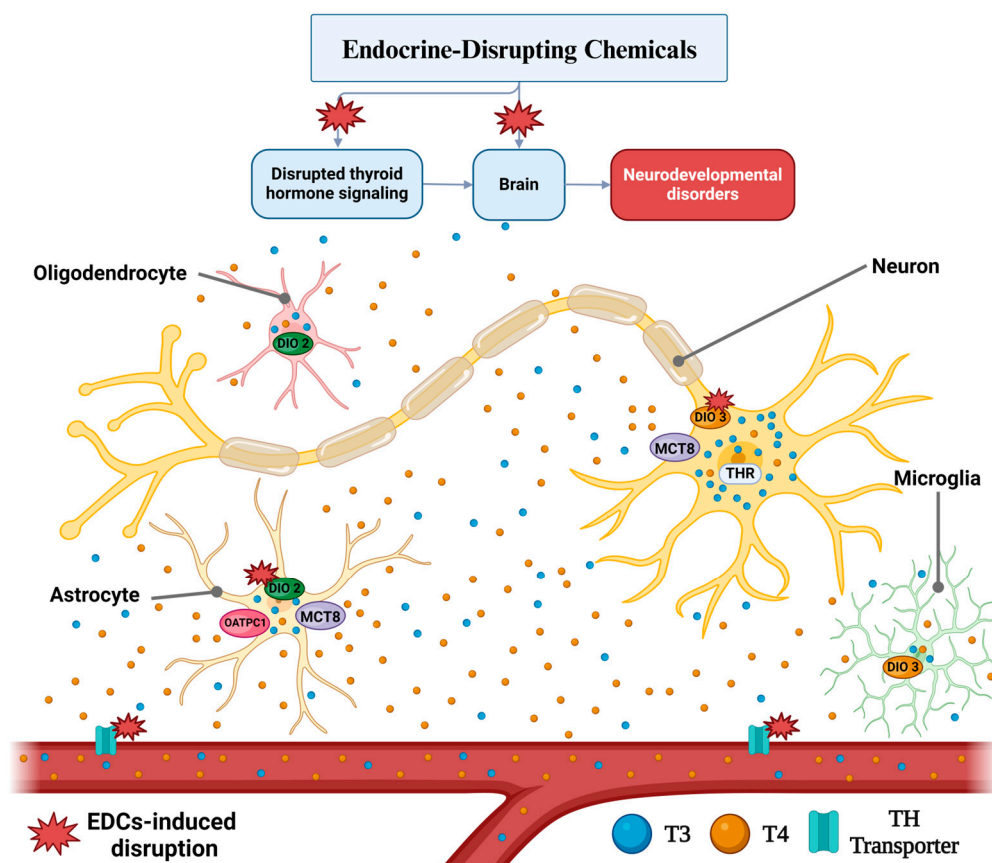 Endocrine-Disrupting Chemicals
Disrupted thyroid
hormone signaling
Brain
Neurodevelopmental
disorders
Oligodendrocyte
Neuron
DIO 2
DIO 3
MCT8
THR
Microglia
Astrocyte
DIO 2
OATPC1
MCT8
DIO 3
EDCs-induced
disruption
T3
T4
TH
Transporter